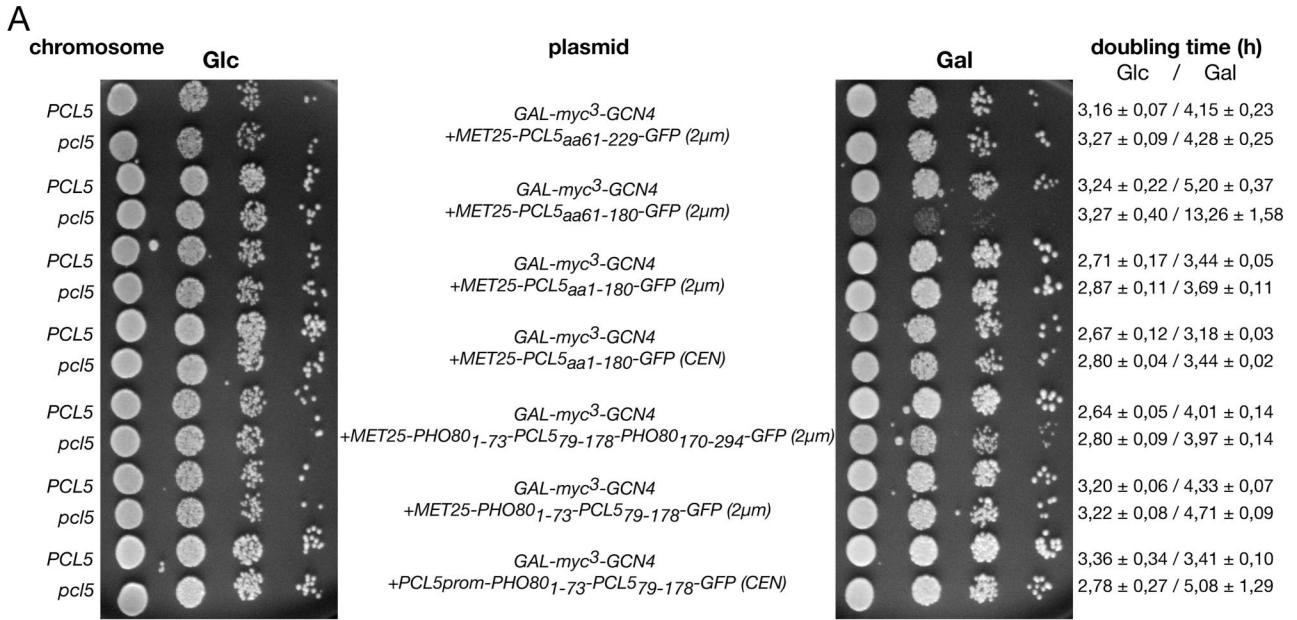 A
chromosome Glc plasmid Gal doubling time (h)
Glc / Gal
PCL5 GAL-myc3-GCN4 3,16 ± 0,07 / 4,15 ± 0,23
pcl5 +MET25-PCL5aa61-229-GFP (2µm) 3,27 ± 0,09 / 4,28 ± 0,25
PCL5 GAL-myc3-GCN4 3,24 ± 0,22 / 5,20 ± 0,37
pcl5 +MET25-PCL5aa61-180-GFP (2µm) 3,27 ± 0,40 / 13,26 ± 1,58
PCL5 GAL-myc3-GCN4 2,71 ± 0,17 / 3,44 ± 0,05
pcl5 +MET25-PCL5aa1-180-GFP (2µm) 2,87 ± 0,11 / 3,69 ± 0,11
PCL5 GAL-myc3-GCN4 2,67 ± 0,12 / 3,18 ± 0,03
pcl5 +MET25-PCL5aa1-180-GFP (CEN) 2,80 ± 0,04 / 3,44 ± 0,02
PCL5 GAL-myc3-GCN4 2,64 ± 0,05 / 4,01 ± 0,14
pcl5 +MET25-PHO801-73-PCL579-178-PHO80170-294-GFP (2µm) 2,80 ± 0,09 / 3,97 ± 0,14
PCL5 GAL-myc3-GCN4 3,20 ± 0,06 / 4,33 ± 0,07
pcl5 +MET25-PHO801-73-PCL579-178-GFP (2µm) 3,22 ± 0,08 / 4,71 ± 0,09
PCL5 GAL-myc3-GCN4 3,36 ± 0,34 / 3,41 ± 0,10
pcl5 +PCL5prom-PHO801-73-PCL579-178-GFP (CEN) 2,78 ± 0,27 / 5,08 ± 1,29